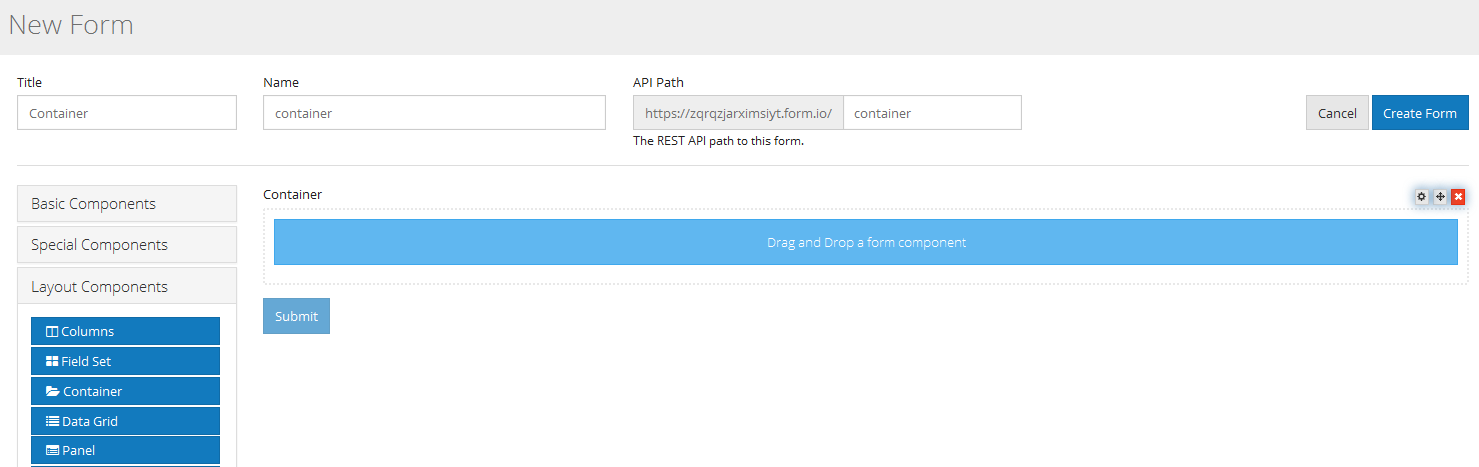 New Form
Title
Name
API Path
Container
container
https://zqrqzjarximsiyt.form.io/
container
Cancel
Create Form
The REST API path to this form.
Basic Components
Special Components
Layout Components
Columns
Field Set
Container
Data Grid
Panel
Container
Drag and Drop a form component
Submit